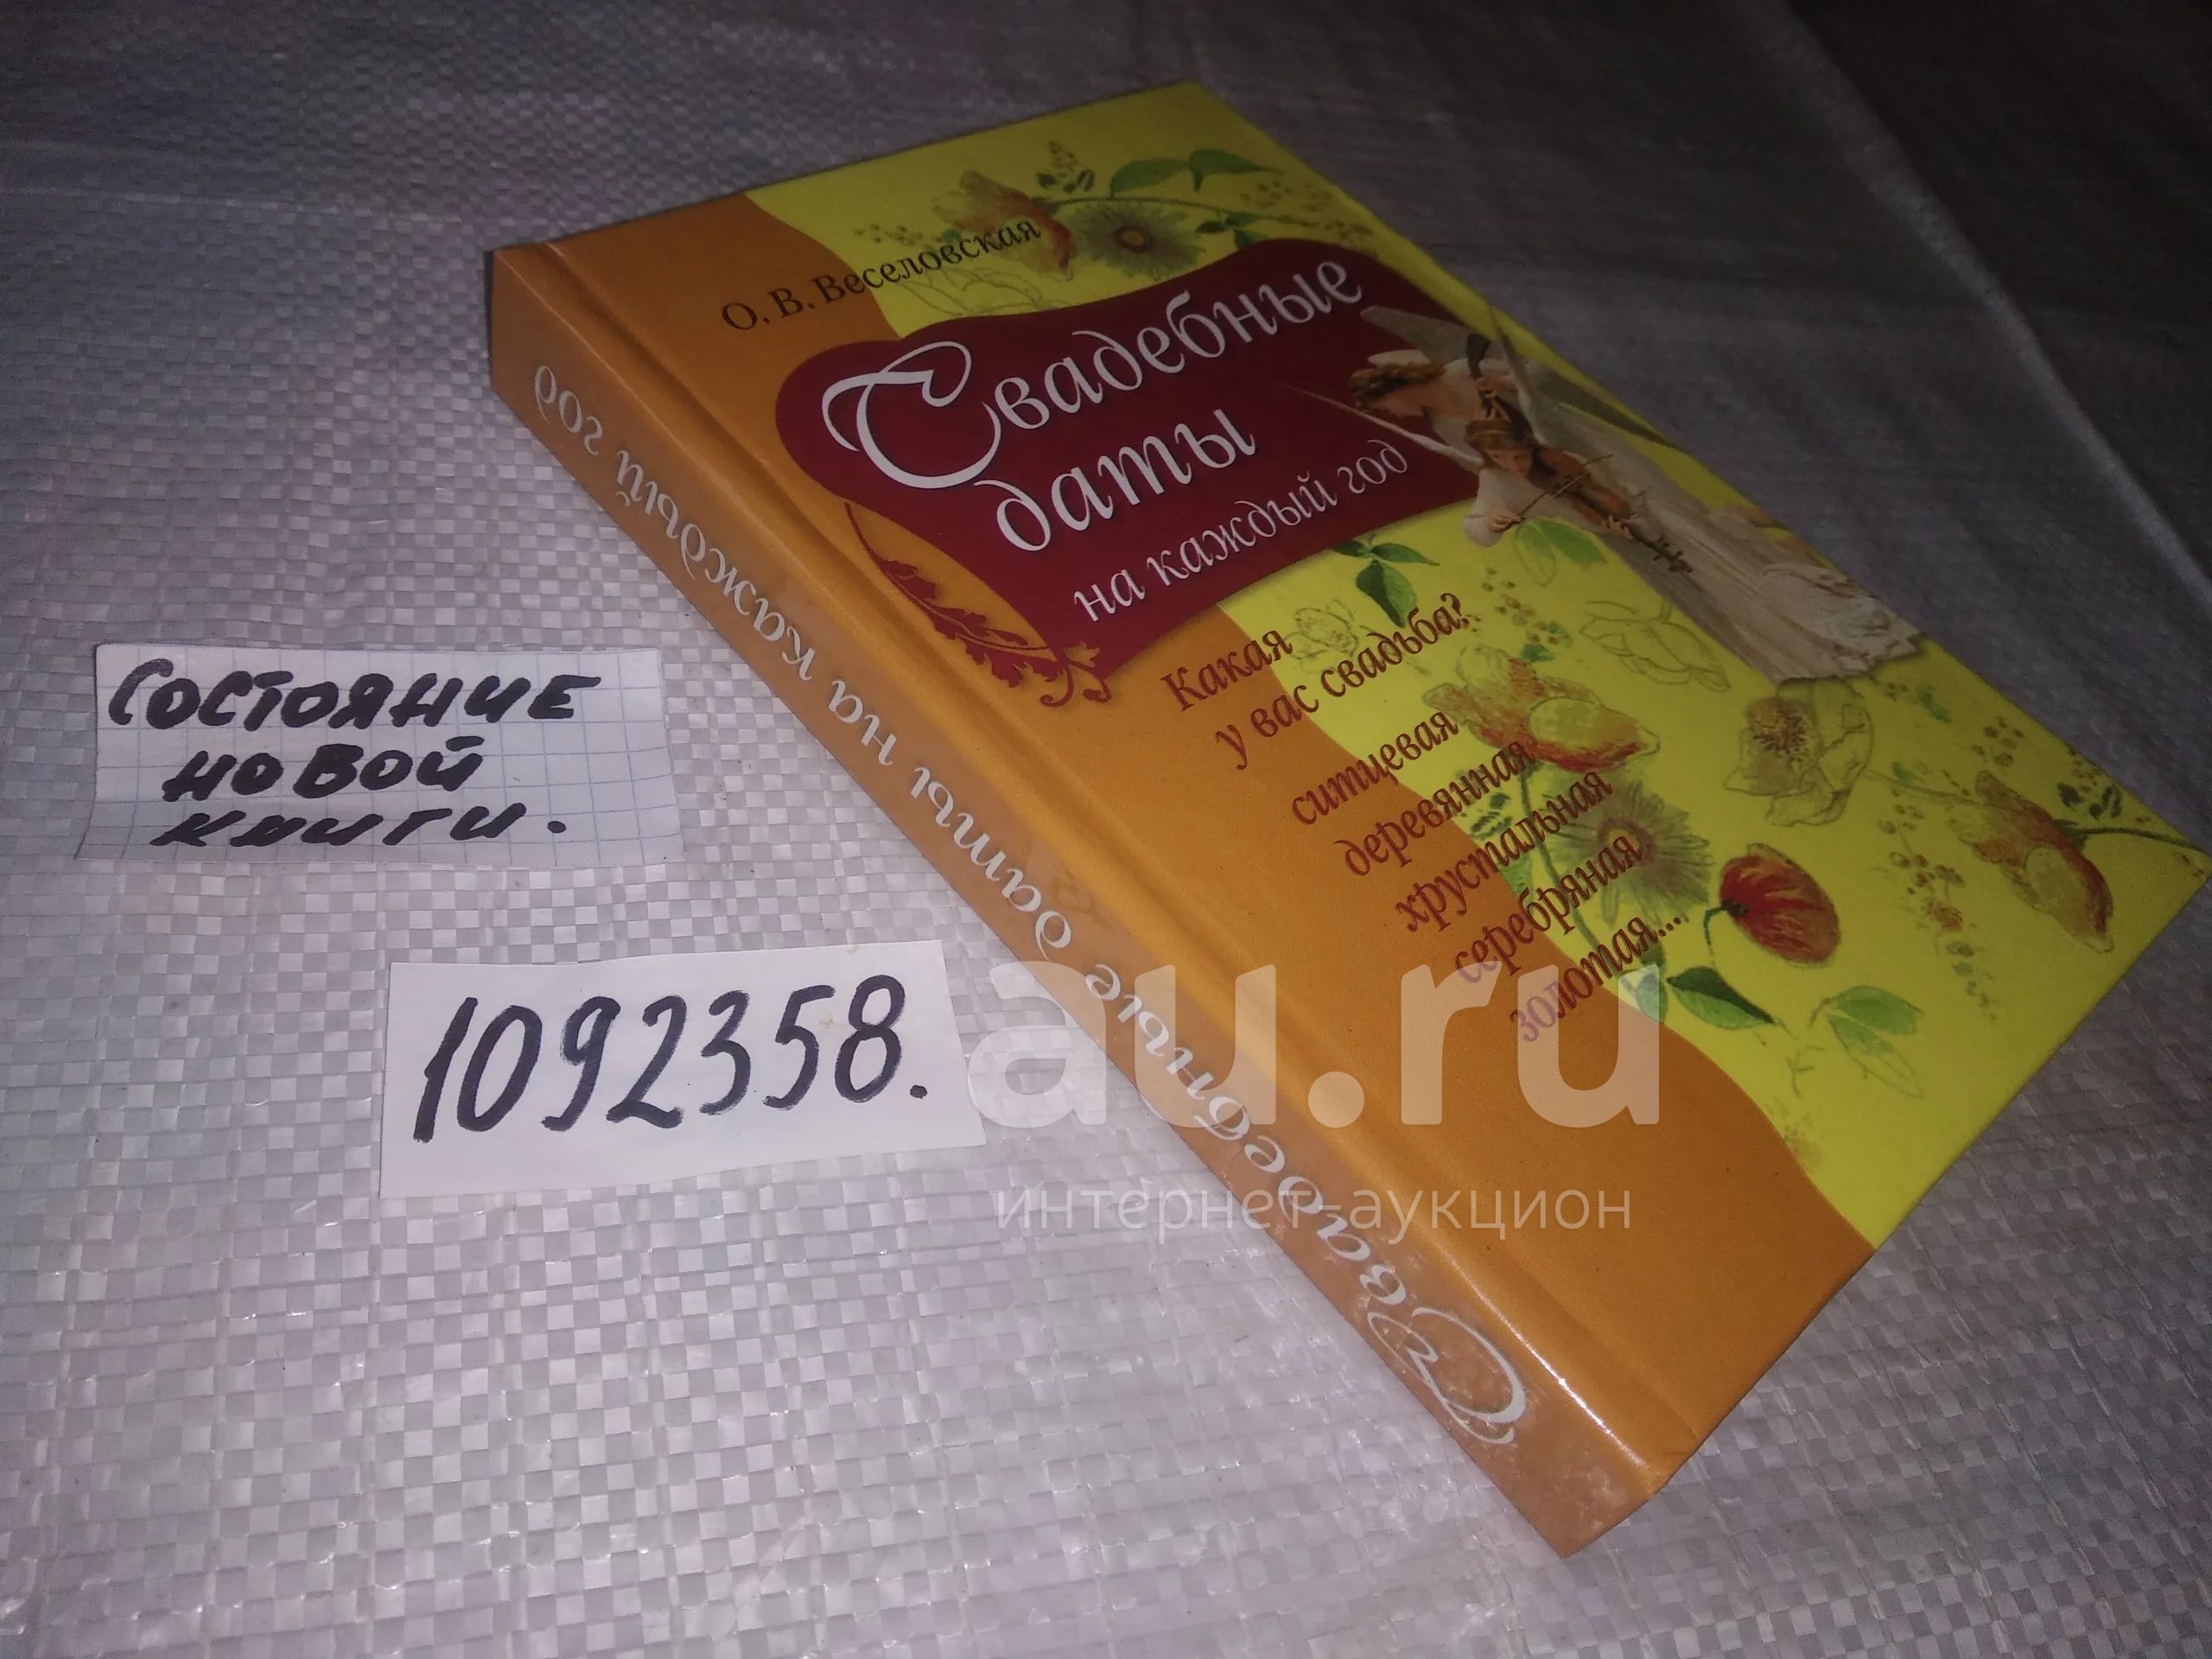 О. В. Веселовская
Свадебные
даты
на каждый год
Какая
у вас свадьба?
ситцевая
деревянная
хрустальная
серебряная
золотая...
Свадебные даты на каждый год
Состояние
новой
книги.
1092358.
au.ru
интернет-аукцион